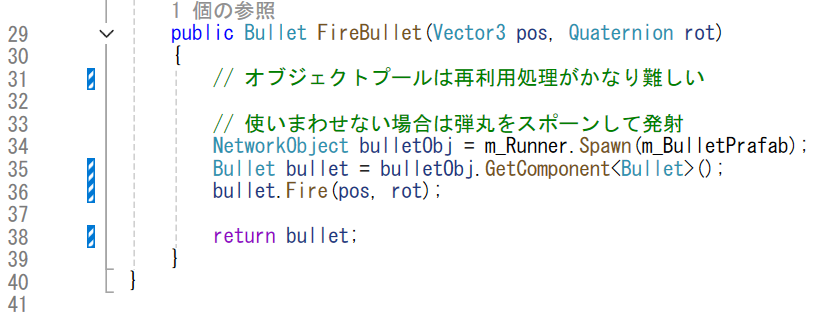 1 個の参照
29 public Bullet FireBullet(Vector3 pos, Quaternion rot)
30 {
31 // オブジェクトプールは再利用処理がかなり難しい
32
33 // 使いまわせない場合は弾丸をスポーンして発射
34 NetworkObject bulletObj = m_Runner.Spawn(m_BulletPrafab);
35 Bullet bullet = bulletObj.GetComponent<Bullet>();
36 bullet.Fire(pos, rot);
37
38 return bullet;
39 }
40 }
41